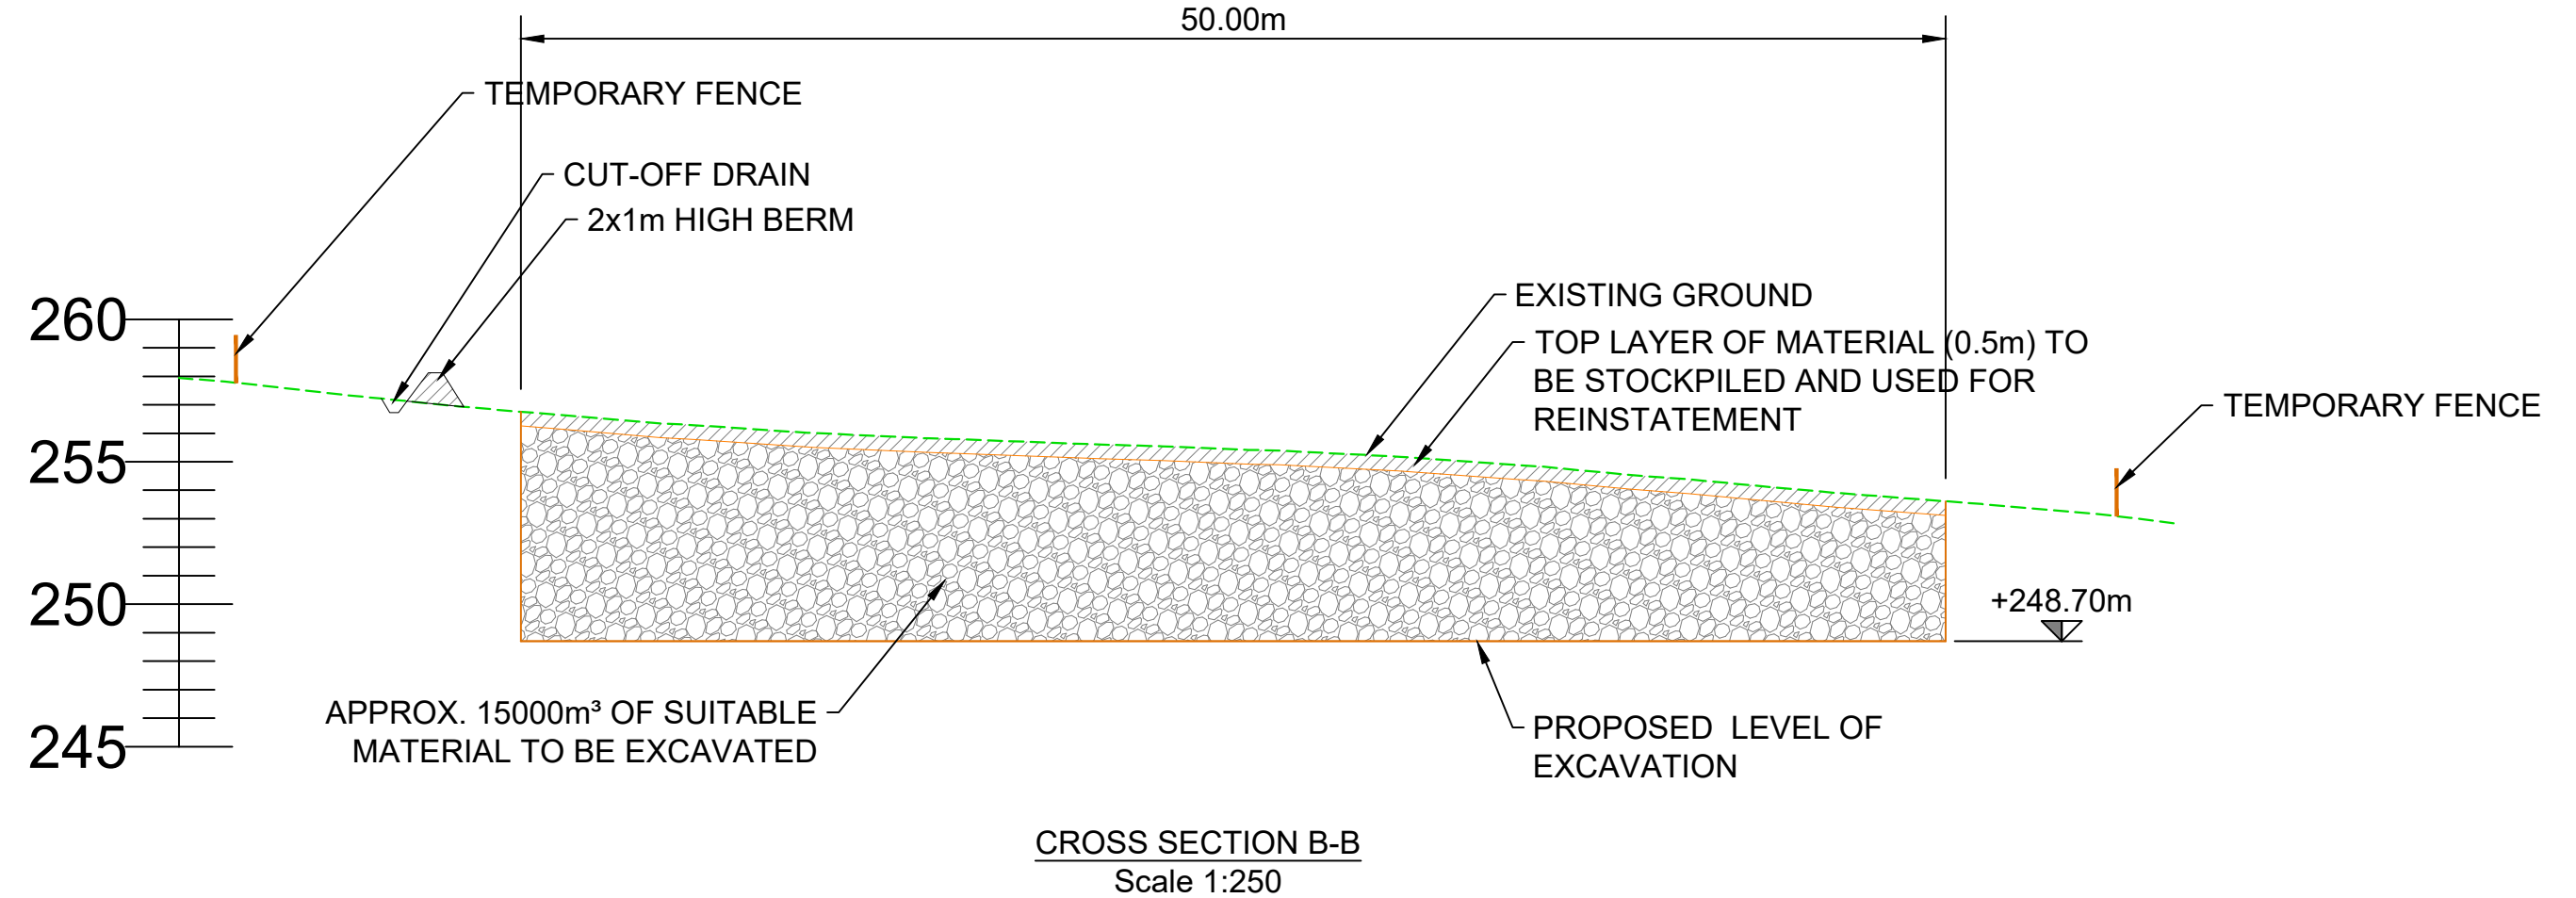 50.00m
TEMPORARY FENCE
CUT-OFF DRAIN
2x1m HIGH BERM
EXISTING GROUND
TOP LAYER OF MATERIAL (0.5m) TO
BE STOCKPILED AND USED FOR
REINSTATEMENT
TEMPORARY FENCE
260
255
250
245
+248.70m
APPROX. 15000m³ OF SUITABLE
MATERIAL TO BE EXCAVATED
PROPOSED LEVEL OF
EXCAVATION
CROSS SECTION B-B
Scale 1:250